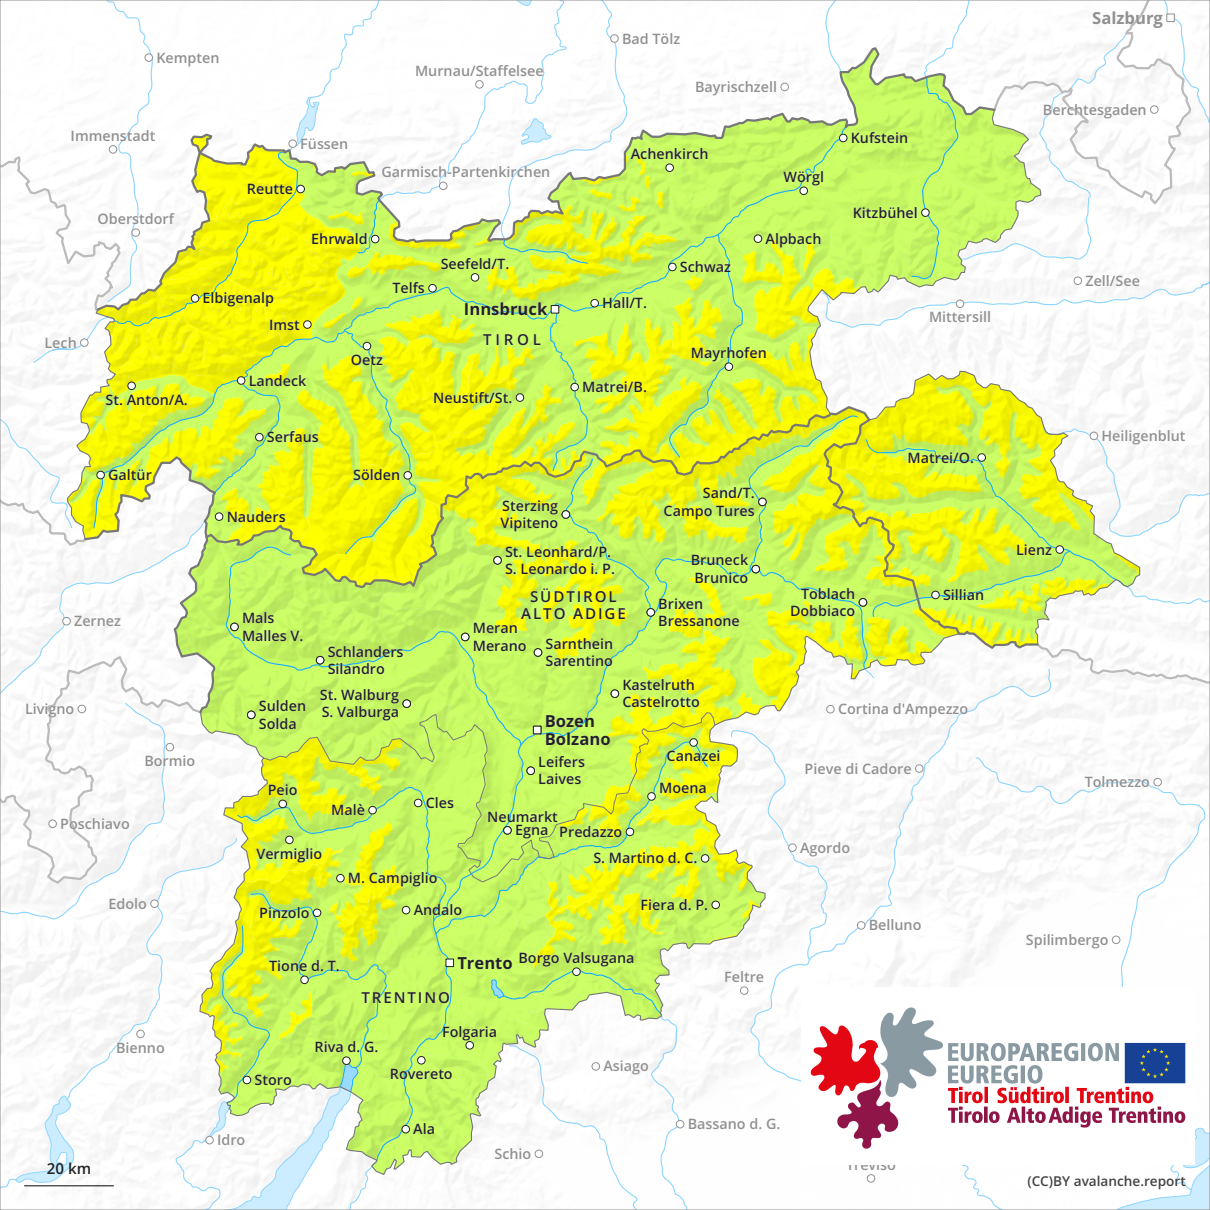 Salzburg
Bad Tölz
Kempten
Murnau/Staffelsee
Bayrischzell
Berchtesgaden
Immenstadt
Füssen
Kufstein
Achenkirch
Garmisch-Partenkirchen
Wörgl
Reutte
Oberstdorf
Kitzbühel
Ehrwald
Alpbach
Seefeld/T.
Schwaz
Zell/See
Telfs
Elbigenalp
Hall/T.
Innsbruck
Mittersill
Imst
TIROL
Lech
Oetz
Mayrhofen
Landeck
Matrei/B.
St. Anton/A.
Neustift/St.
Serfaus
Heiligenblut
Matrei/O.
Galtür
Sölden
Sand/T.
Campo Tures
Sterzing
Vipiteno
Nauders
Lienz
St. Leonhard/P.
S. Leonardo i. P.
Bruneck
Brunico
SÜDTIROL
ALTO ADIGE
Toblach
Dobbiaco
Sillian
Brixen
Bressanone
Zernez
Mals
Malles V.
Meran
Merano
Sarnthein
Sarentino
Schlanders
Silandro
Kastelruth
Castelrotto
St. Walburg
S. Valburga
Livigno
Sulden
Solda
Cortina d'Ampezzo
Bozen
Bolzano
Canazei
Bormio
Leifers
Laives
Pieve di Cadore
Tolmezzo
Peio
Moena
Malè
Cles
Poschiavo
Neumarkt
Egna
Predazzo
Vermiglio
S. Martino d. C.
Agordo
M. Campiglio
Edolo
Pinzolo
Andalo
Fiera d. P.
Belluno
Spilimbergo
Trento
Borgo Valsugana
Tione d. T.
Feltre
TRENTINO
Folgaria
Bienno
Riva d. G.
Rovereto
Asiago
Storo
EUROPAREGION
EUREGIO
Tirol Südtirol Trentino
Tirolo Alto Adige Trentino
Ala
Bassano d. G.
Idro
Schio
Treviso
20 km
(CC)BY avalanche.report